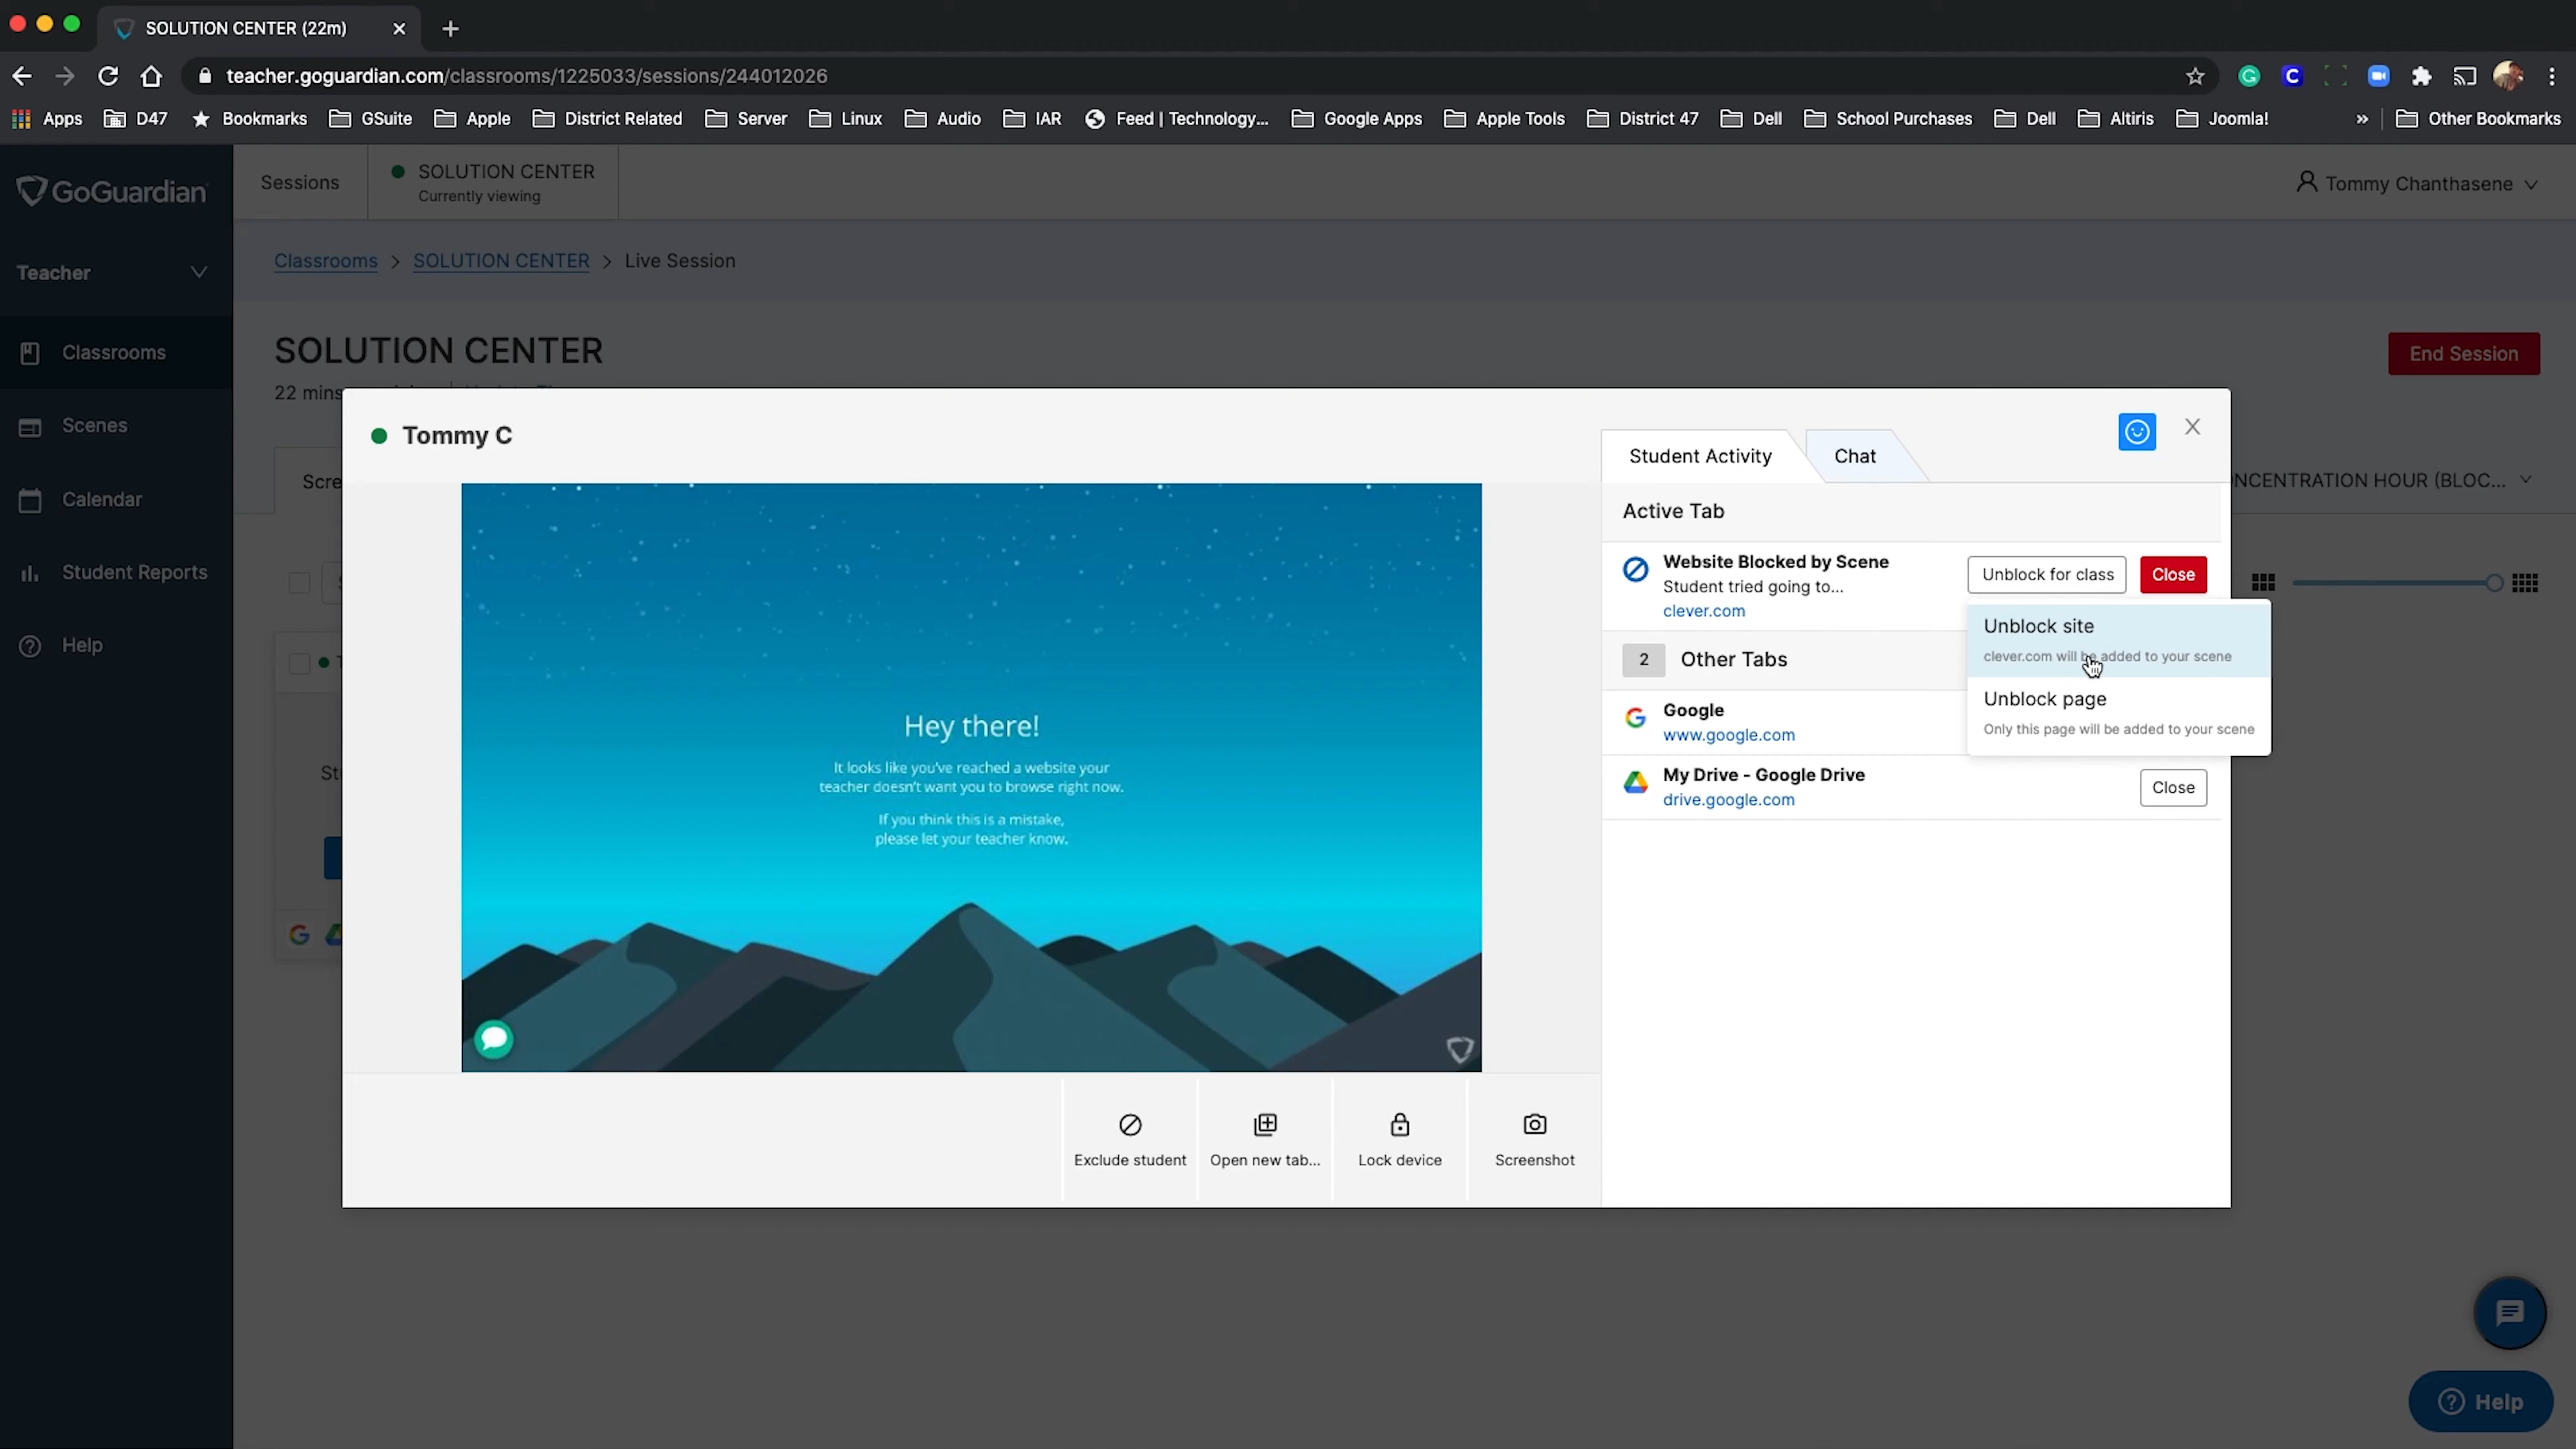 SOLUTION CENTER (22m)
teacher.goguardian.com/classrooms/1225033/sessions/244012026
Apps D47 Bookmarks GSuite Apple District Related Server Linux Audio IAR Feed | Technology... Google Apps Apple Tools District 47 Dell School Purchases Dell Altiris Joomla! » Other Bookmarks
GoGuardian
Teacher
Classrooms
Scenes
Calendar
Student Reports
Help
Sessions
SOLUTION CENTER
Currently viewing
Tommy Chanthasene
Classrooms > SOLUTION CENTER > Live Session
SOLUTION CENTER
End Session
22 mins
Scre
NCENTRATION HOUR (BLOC...
Tommy C
Student Activity
Chat
Hey there!
It looks like you've reached a website your
teacher doesn't want you to browse right now.
If you think this is a mistake,
please let your teacher know.
Exclude student
Open new tab...
Lock device
Screenshot
Active Tab
Website Blocked by Scene
Student tried going to...
clever.com
Unblock for class
Close
Unblock site
clever.com will be added to your scene
Unblock page
Only this page will be added to your scene
2 Other Tabs
Google
www.google.com
My Drive - Google Drive
drive.google.com
Close
Help